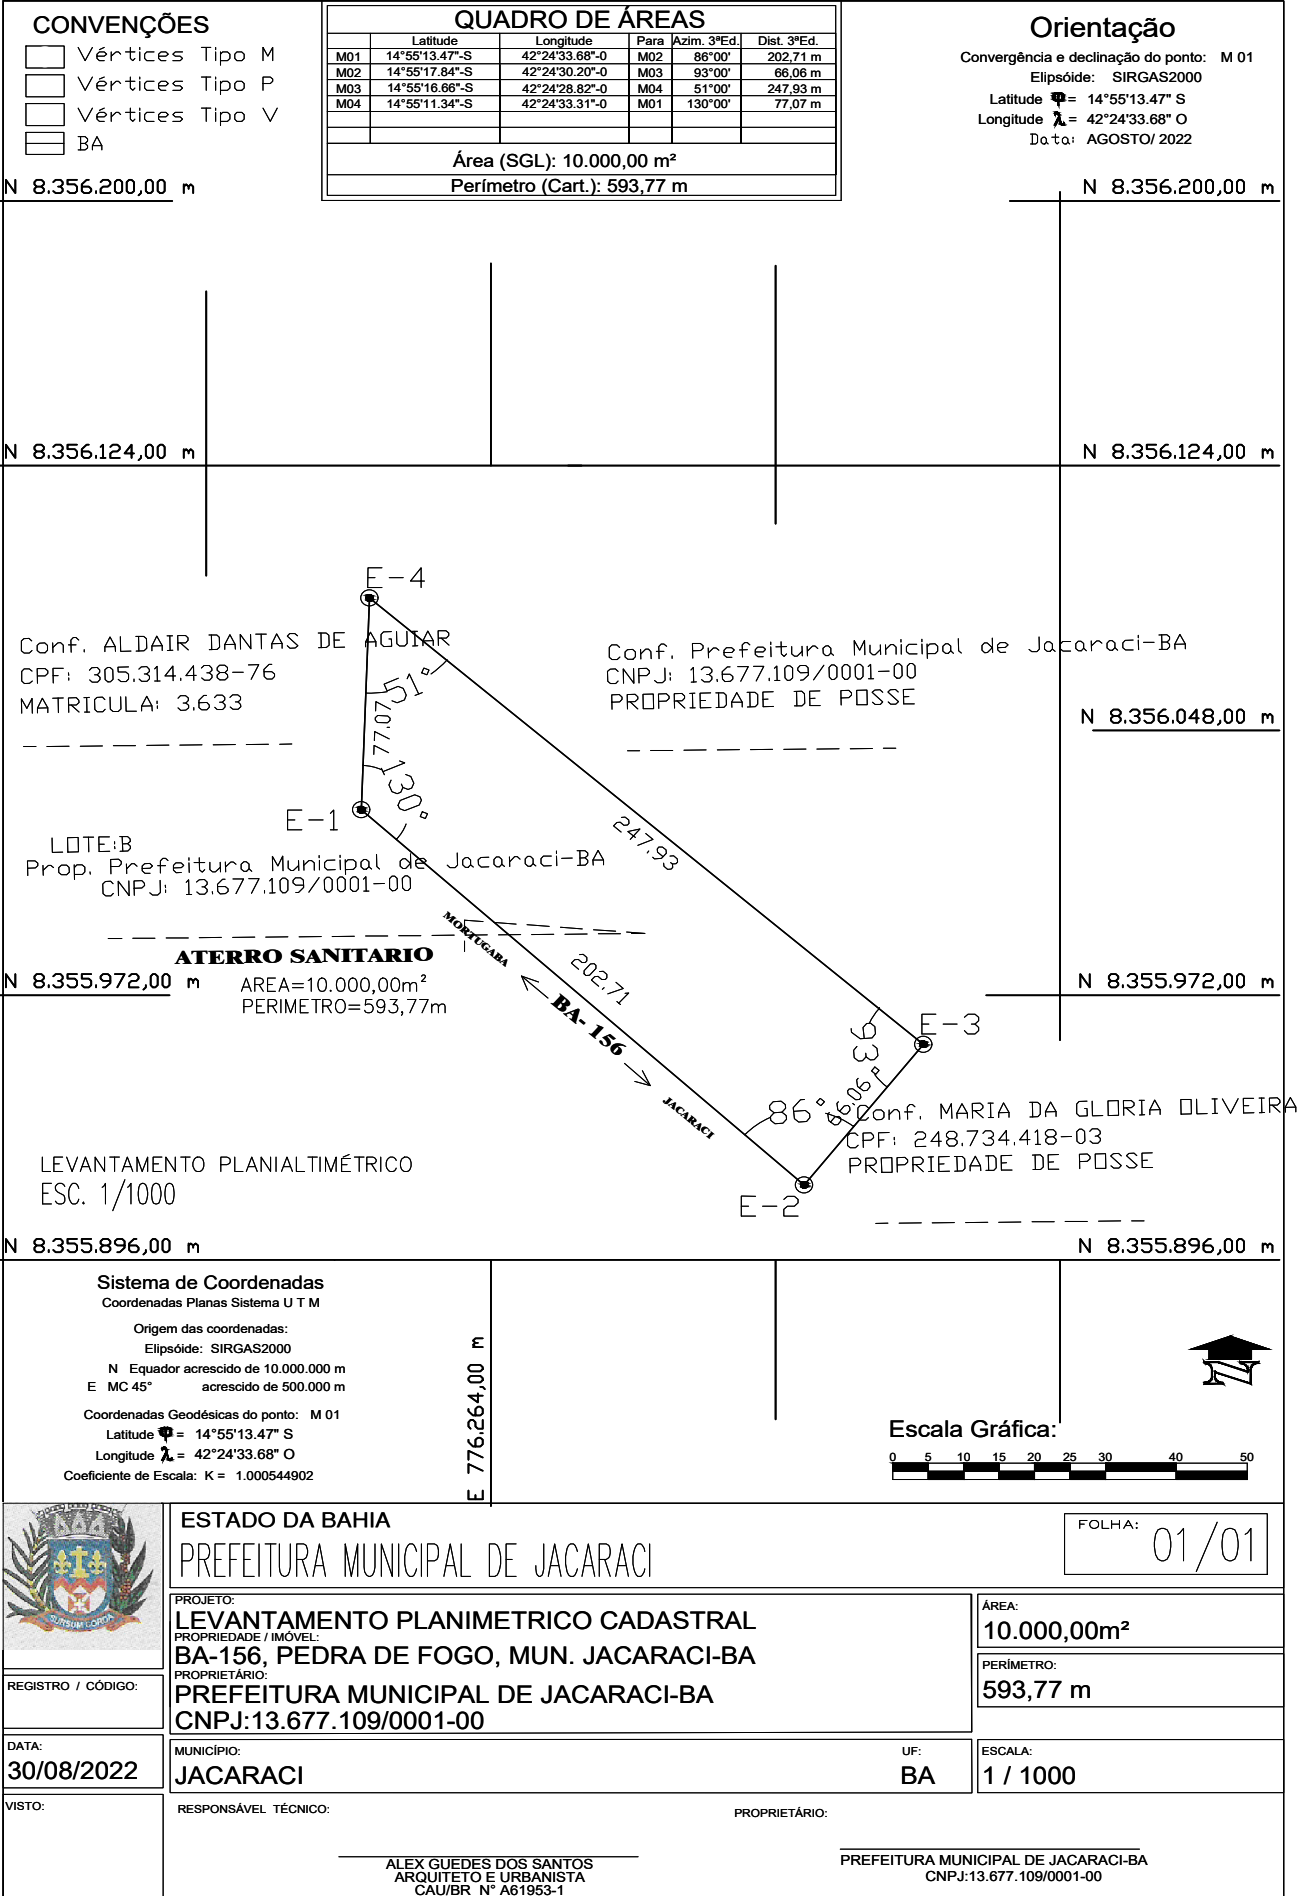 CONVENÇÕES
Vértices Tipo M
Vértices Tipo P
Vértices Tipo V
BA
QUADRO DE ÁREAS
Latitude Longitude Para Azim. 3ªEd. Dist. 3ªEd.
M01 14°55'13.47"-S 42°24'33.68"-0 M02 86°00' 202,71 m
M02 14°55'17.84"-S 42°24'30.20"-0 M03 93°00' 66,06 m
M03 14°55'16.66"-S 42°24'28.82"-0 M04 51°00' 247,93 m
M04 14°55'11.34"-S 42°24'33.31"-0 M01 130°00' 77,07 m
Área (SGL): 10.000,00 m²
Perímetro (Cart.): 593,77 m
Orientação
Convergência e declinação do ponto: M 01
Elipsóide: SIRGAS2000
Latitude φ = 14°55'13.47" S
Longitude λ = 42°24'33.68" O
Data: AGOSTO/ 2022
N 8.356.200,00 m
N 8.356.200,00 m
N 8.356.124,00 m
N 8.356.124,00 m
E-4
Conf. ALDAIR DANTAS DE AGUIAR
CPF: 305.314.438-76
MATRICULA: 3.633
Conf. Prefeitura Municipal de Jacaraci-BA
CNPJ: 13.677.109/0001-00
PROPRIEDADE DE POSSE
51°
77.07
N 8.356.048,00 m
130°
E-1
247.93
LOTE:B
Prop. Prefeitura Municipal de Jacaraci-BA
CNPJ: 13.677.109/0001-00
ATERRO SANITARIO
AREA=10.000,00m²
PERIMETRO=593,77m
MORTUGABA
202.71
BA- 156
JACARACI
N 8.355.972,00 m
N 8.355.972,00 m
E-3
93°
66.06
86°
Conf. MARIA DA GLORIA OLIVEIRA
CPF: 248.734.418-03
PROPRIEDADE DE POSSE
E-2
LEVANTAMENTO PLANIALTIMÉTRICO
ESC. 1/1000
N 8.355.896,00 m
N 8.355.896,00 m
Sistema de Coordenadas
Coordenadas Planas Sistema U T M
Origem das coordenadas:
Elipsóide: SIRGAS2000
N Equador acrescido de 10.000.000 m
E MC 45° acrescido de 500.000 m
Coordenadas Geodésicas do ponto: M 01
Latitude φ = 14°55'13.47" S
Longitude λ = 42°24'33.68" O
Coeficiente de Escala: K = 1.000544902
E 776.264,00 m
N
Escala Gráfica:
0 5 10 15 20 25 30 40 50
SURSUM CORDA
ESTADO DA BAHIA
PREFEITURA MUNICIPAL DE JACARACI
FOLHA: 01/01
PROJETO:
LEVANTAMENTO PLANIMETRICO CADASTRAL
PROPRIEDADE / IMÓVEL:
BA-156, PEDRA DE FOGO, MUN. JACARACI-BA
PROPRIETÁRIO:
PREFEITURA MUNICIPAL DE JACARACI-BA
CNPJ:13.677.109/0001-00
ÁREA:
10.000,00m²
PERÍMETRO:
593,77 m
REGISTRO / CÓDIGO:
DATA:
30/08/2022
MUNICÍPIO:
JACARACI
UF:
BA
ESCALA:
1 / 1000
VISTO:
RESPONSÁVEL TÉCNICO:
PROPRIETÁRIO:
ALEX GUEDES DOS SANTOS
ARQUITETO E URBANISTA
CAU/BR N° A61953-1
PREFEITURA MUNICIPAL DE JACARACI-BA
CNPJ:13.677.109/0001-00